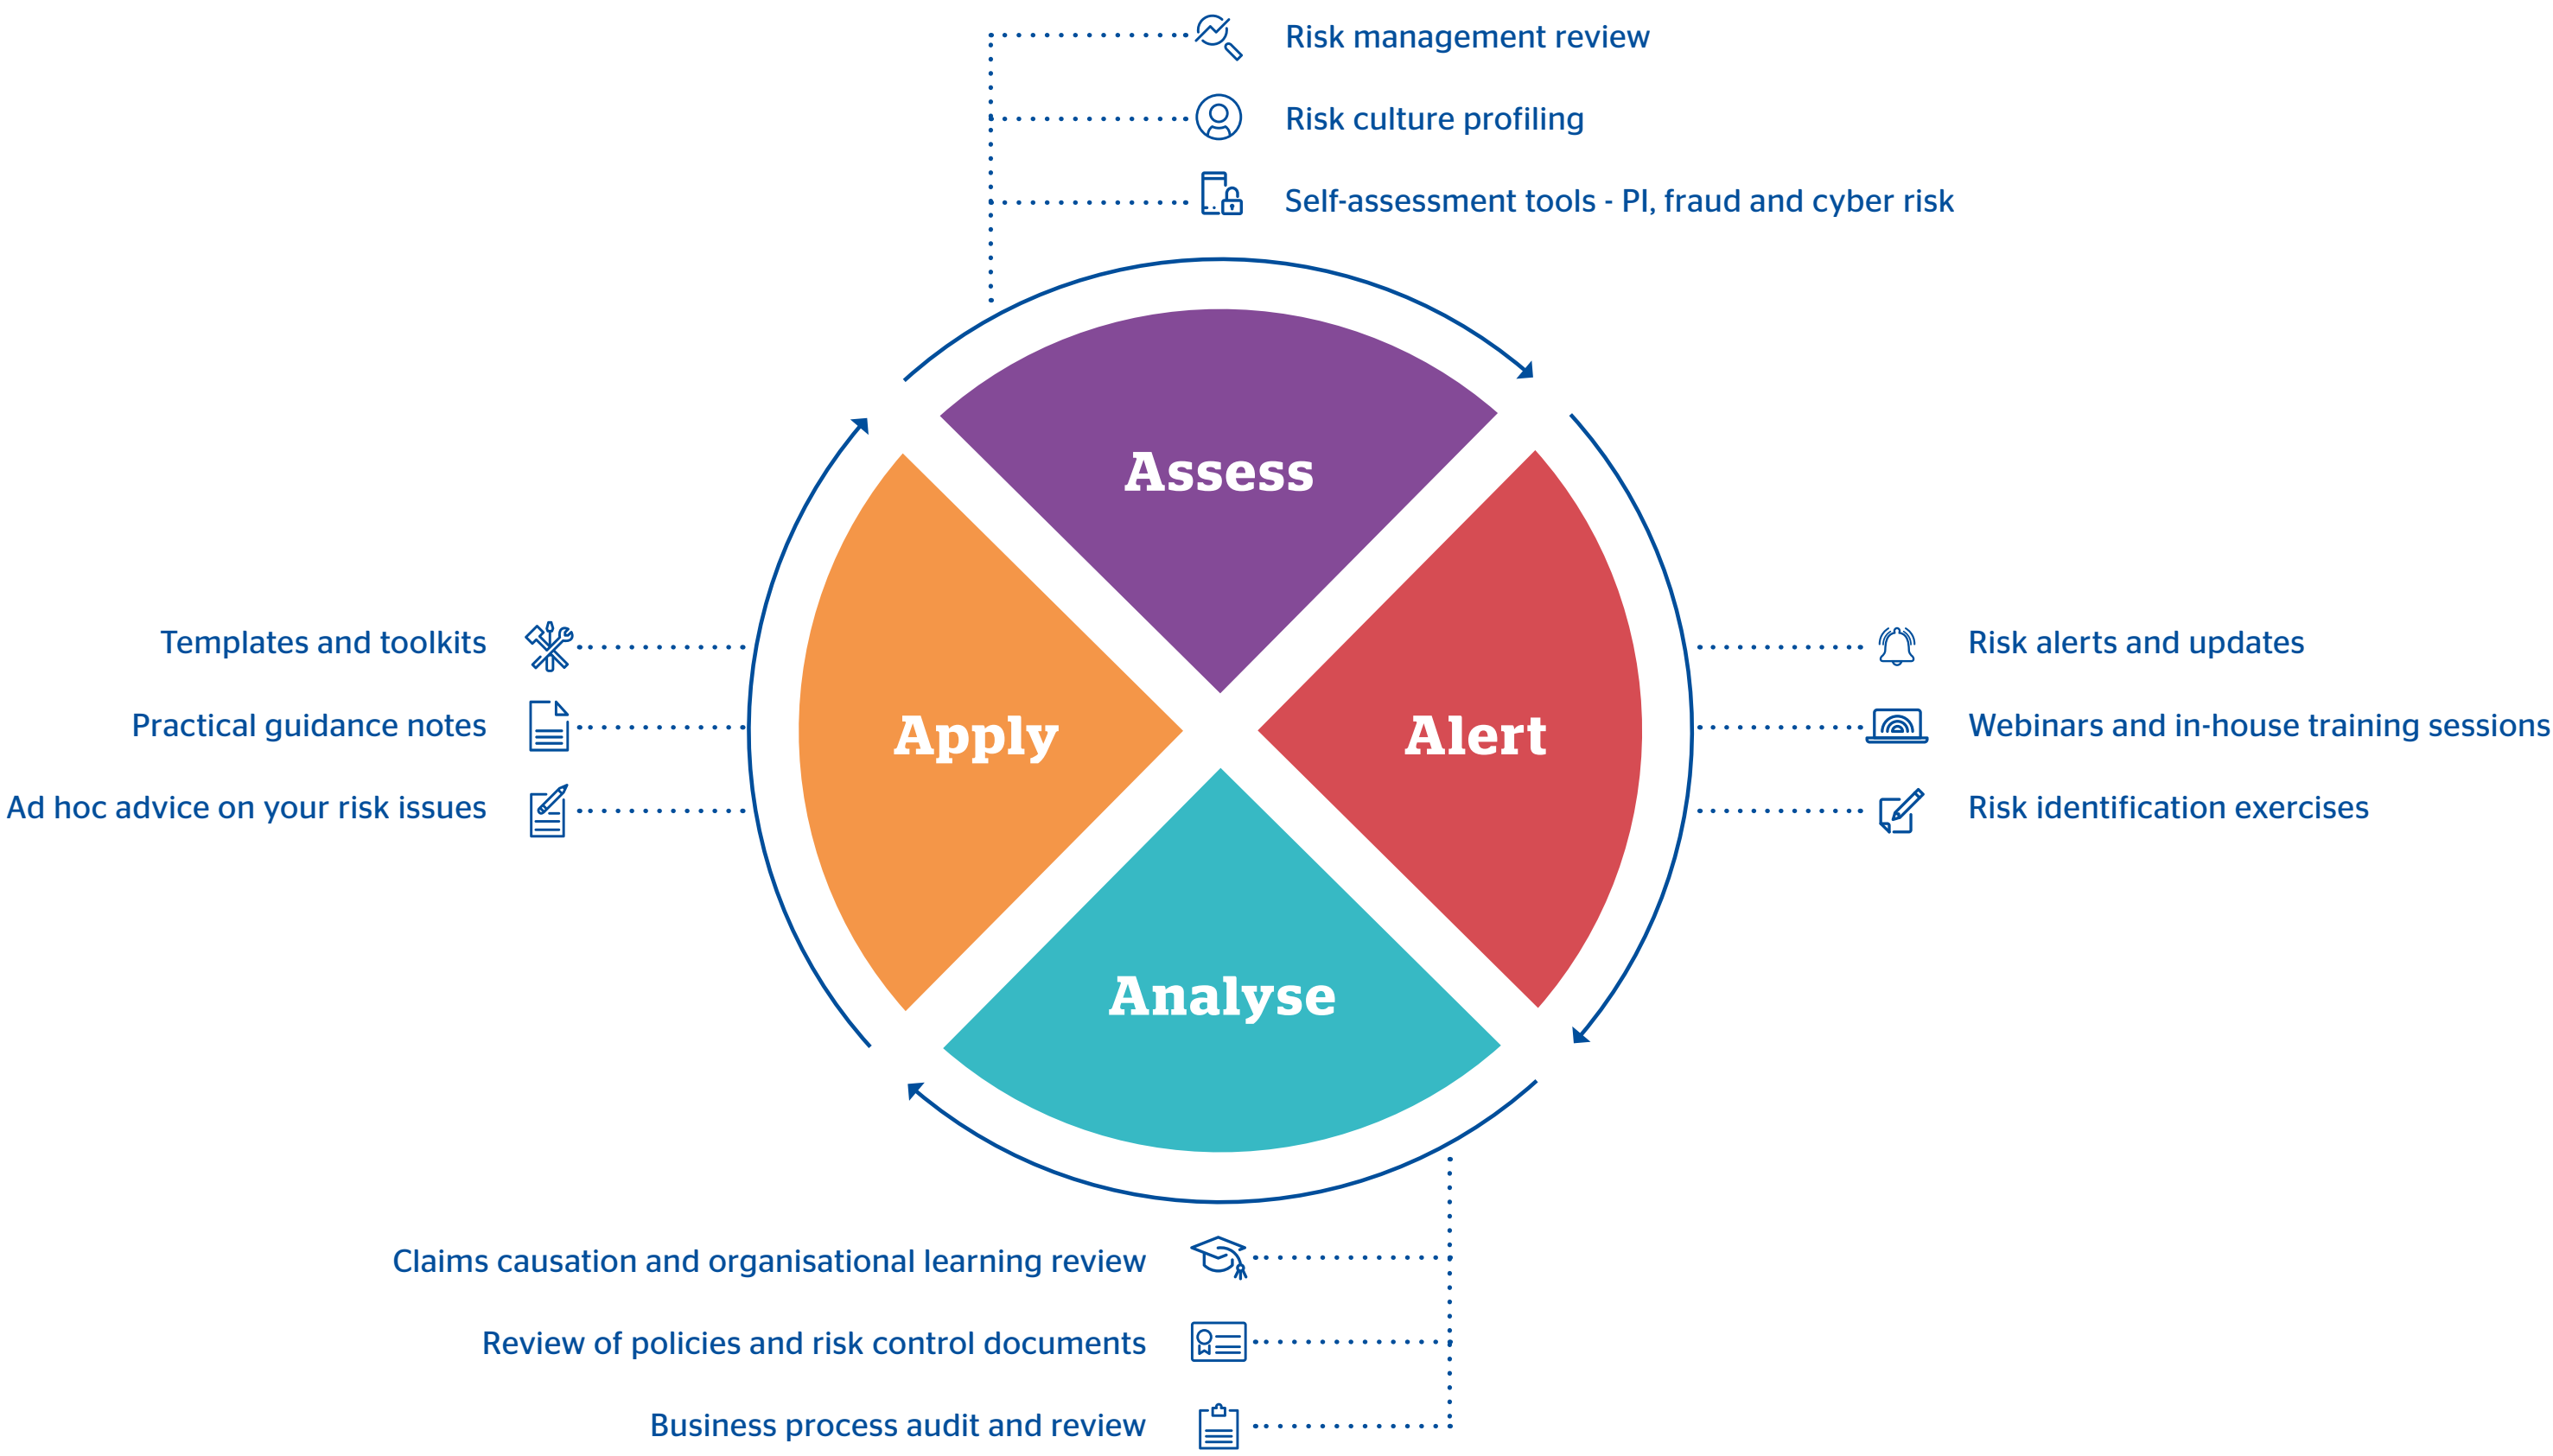 Risk management review
Risk culture profiling
Self-assessment tools - PI, fraud and cyber risk
Assess
Templates and toolkits
Practical guidance notes
Ad hoc advice on your risk issues
Apply
Alert
Risk alerts and updates
Webinars and in-house training sessions
Risk identification exercises
Analyse
Claims causation and organisational learning review
Review of policies and risk control documents
Business process audit and review